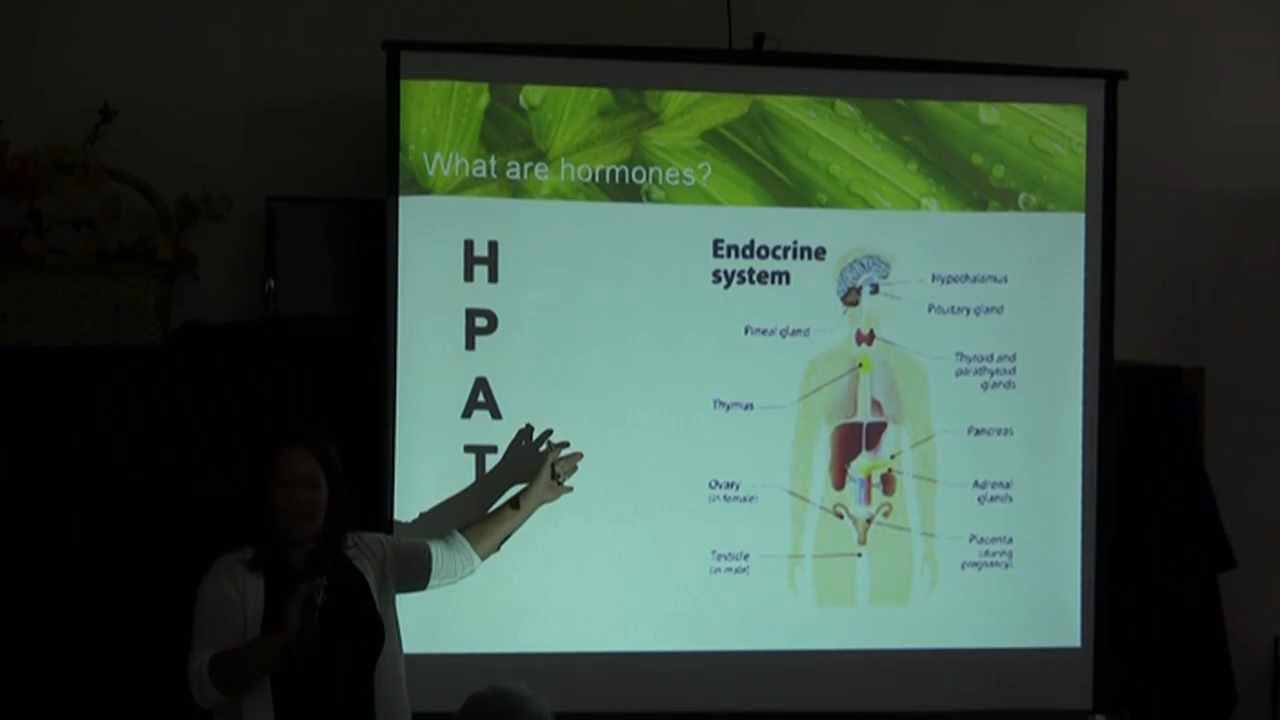 What are hormones?
H
P
A
T
Endocrine
system
Hypothalamus
Pituitary gland
Pineal gland
Thyroid and
parathyroid
glands
Thymus
Pancreas
Ovary
(in female)
Adrenal
glands
Placenta
(during
pregnancy)
Testicle
(in male)